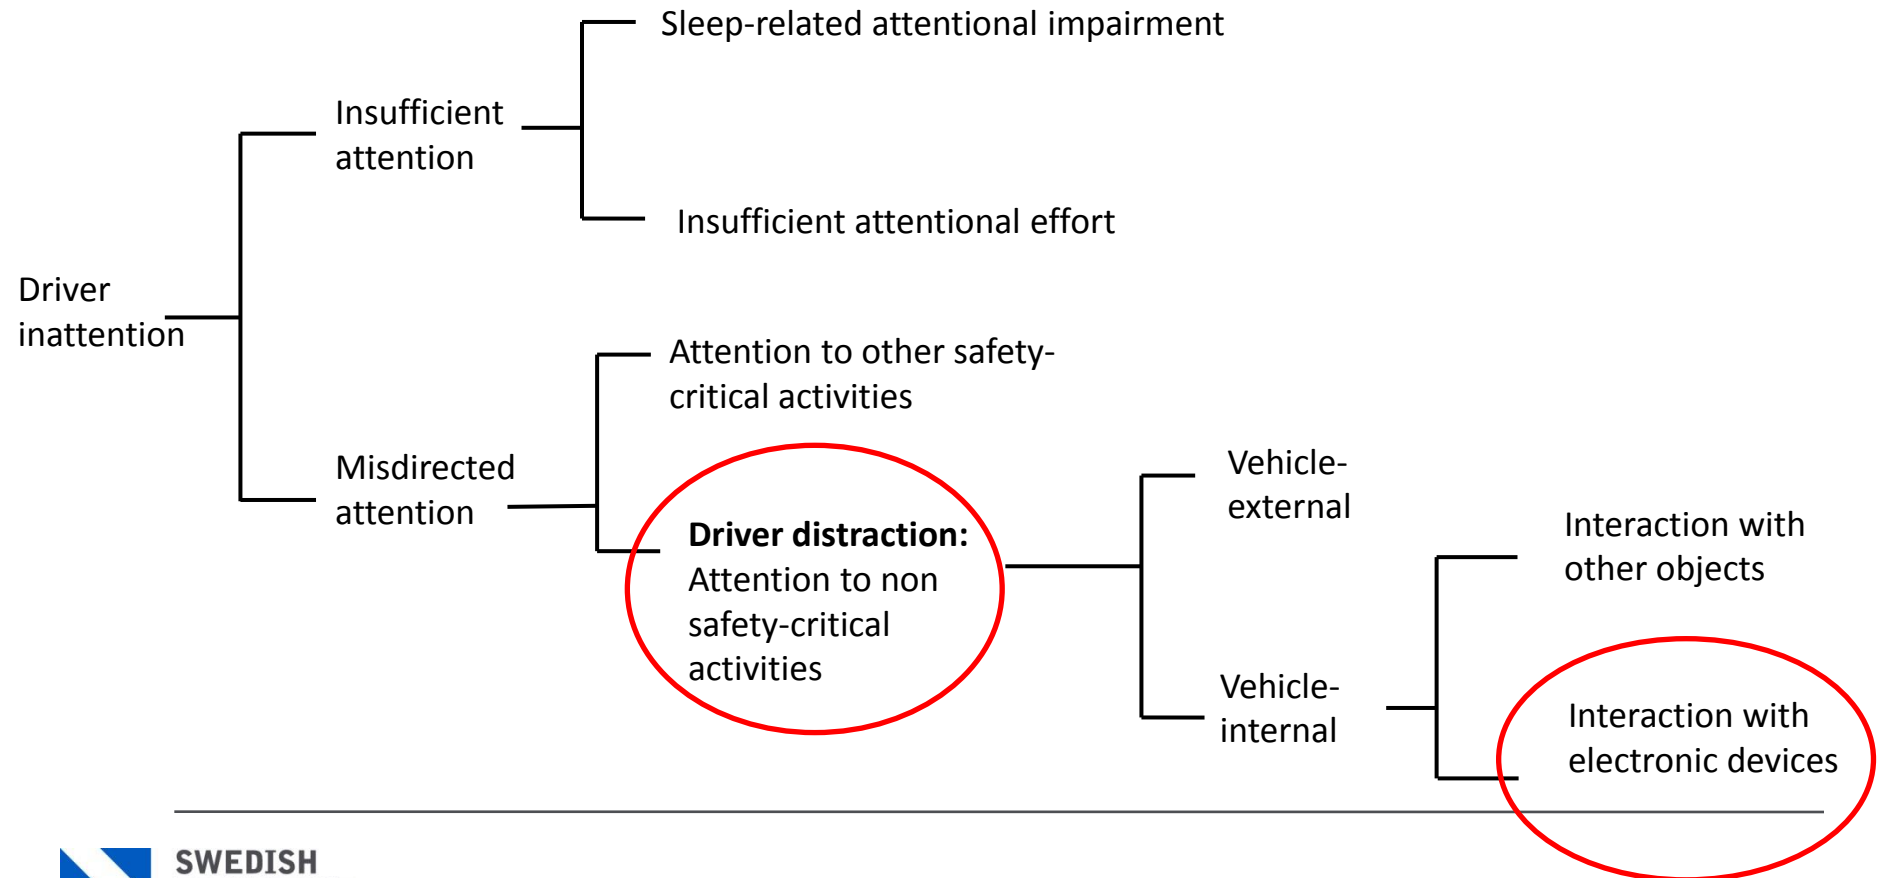 Sleep-related attentional impairment
Insufficient
attention
Insufficient attentional effort
Driver
inattention
Attention to other safety-
critical activities
Misdirected
attention
Driver distraction:
Attention to non
safety-critical
activities
Vehicle-
external
Interaction with
other objects
Vehicle-
internal
Interaction with
electronic devices
SWEDISH